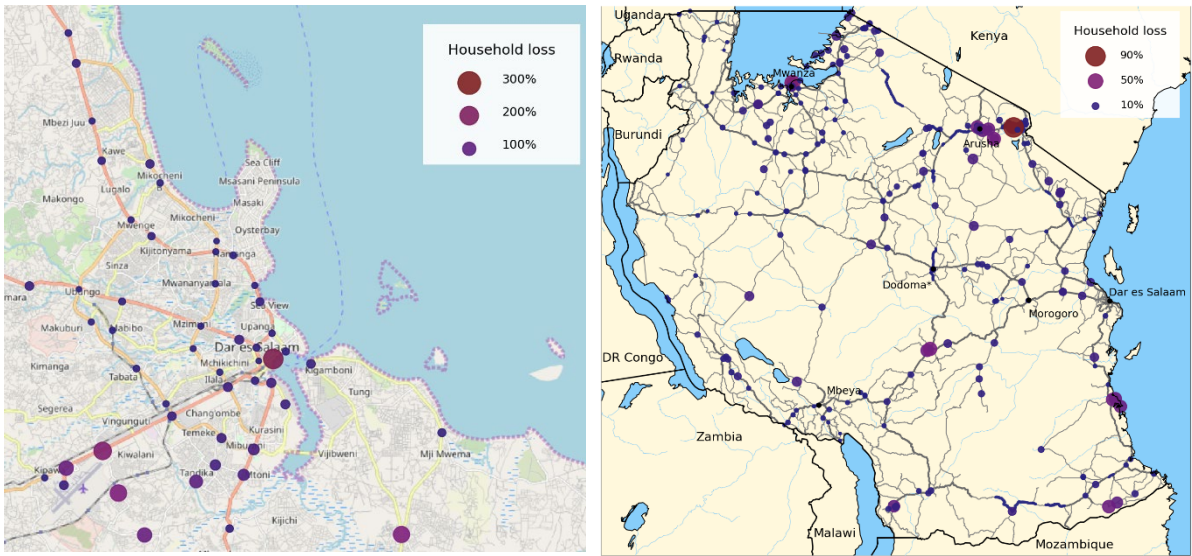 Household loss
300%
200%
100%
Mbezi Juu
Kawe
Mikocheni
Lugalo
Sea Cliff
Msasani Peninsula
Makongo
Masaki
Mikocheni
Mwenge
Oysterbay
Kijitonyama
Sinza
Mwananyamala
Ubungo
Sea View
Makuburi
Mzimuni
Upanga
Dar es Salaam
Kimanga
Mchikichini
Tabata
Ilala
Kigamboni
Tungi
Segerea
Chang'ombe
Vingunguti
Temeke
Kurasini
Kiwalani
Vijibweni
Mji Mwema
Tandika
Kijichi
Household loss
90%
50%
10%
Uganda
Kenya
Rwanda
Mwanza
Burundi
Arusha
Dodoma*
Dar es Salaam
Morogoro
DR Congo
Mbeya
Zambia
Malawi
Mozambique